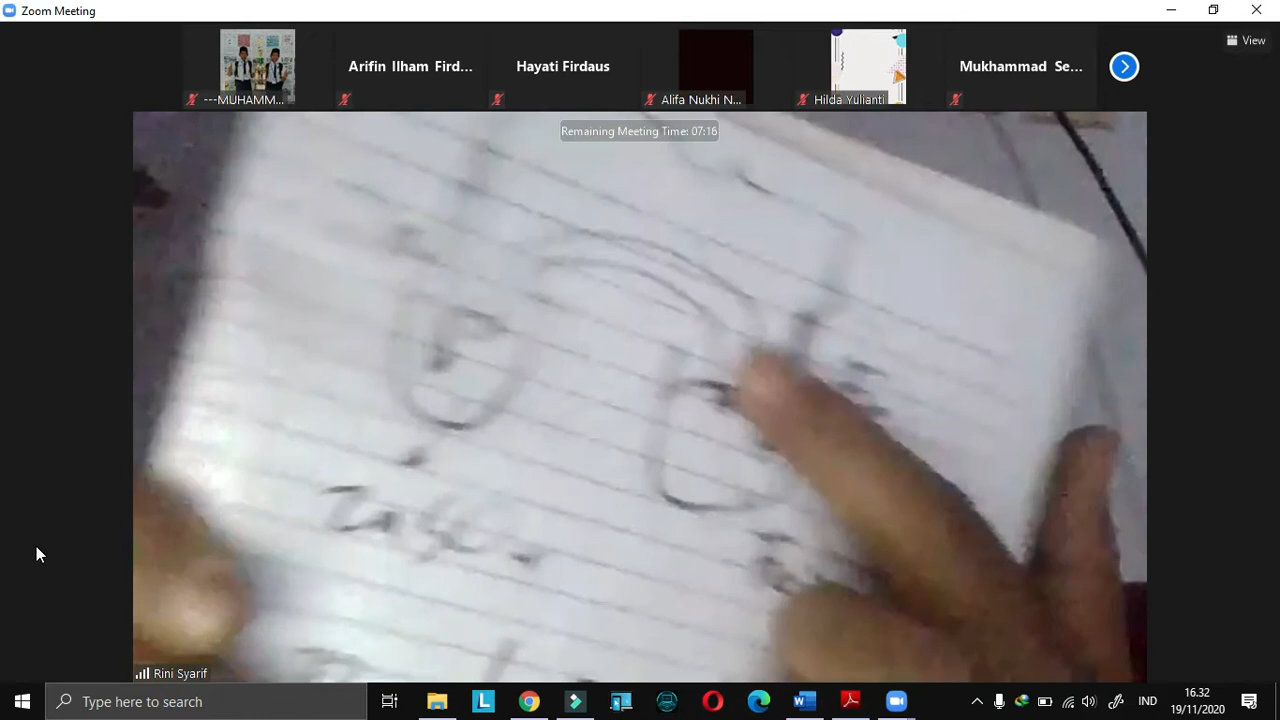 Zoom Meeting
View
Arifin Ilham Fird...
Hayati Firdaus
Mukhammad Se...
---MUHAMM...
Alifa Nukhi N...
Hilda Yulianti
Remaining Meeting Time: 07:16
Rini Syarif
Type here to search
L
IND
16.32
19/11/2020